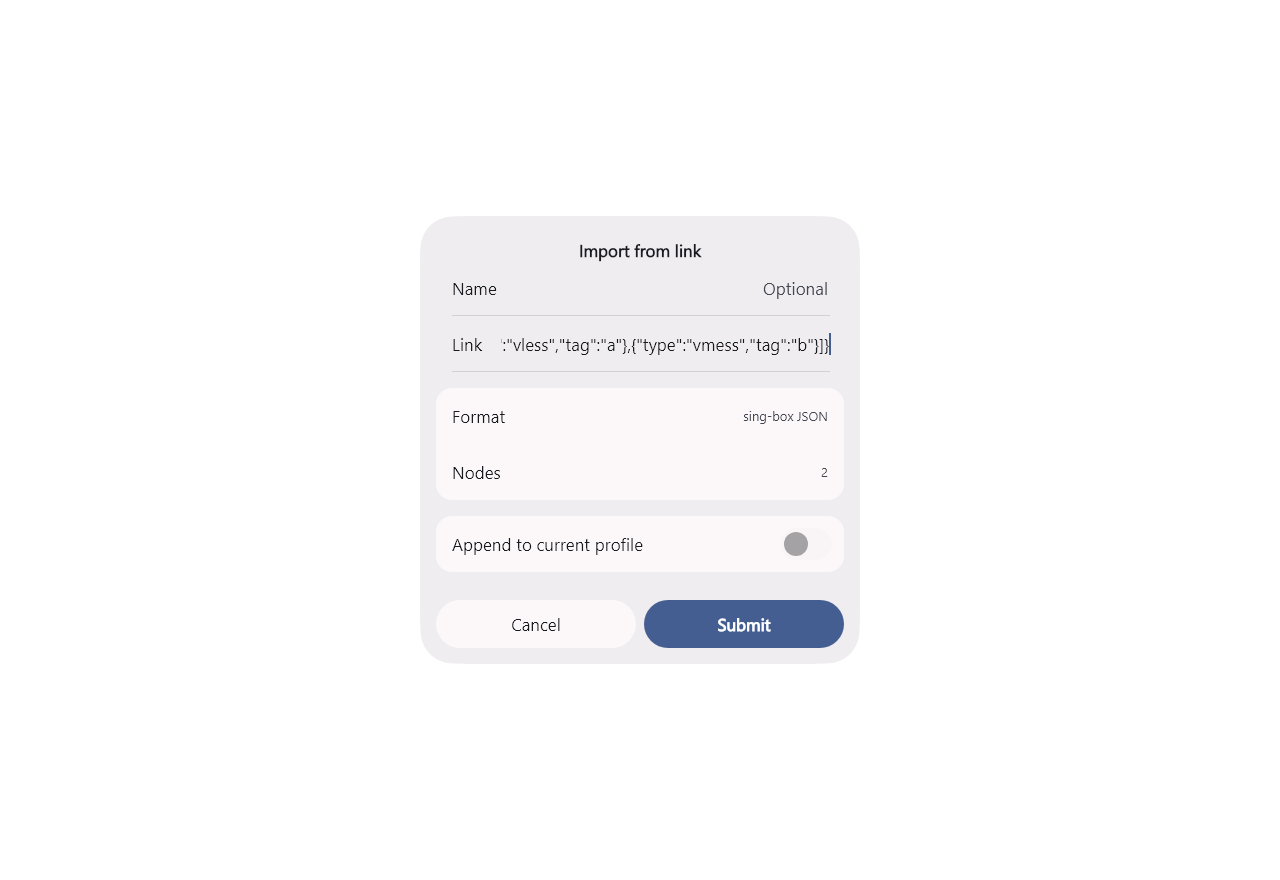 Import from link
Name Optional
Link :"vless","tag":"a"},{"type":"vmess","tag":"b"}]}
Format sing-box JSON
Nodes 2
Append to current profile
Cancel Submit